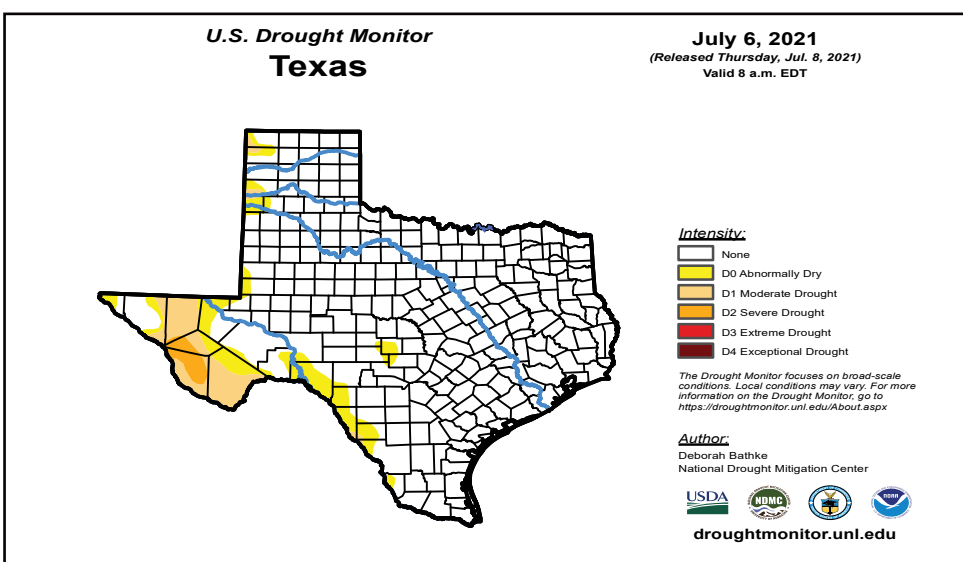 U.S. Drought Monitor
Texas
July 6, 2021
(Released Thursday, Jul. 8, 2021)
Valid 8 a.m. EDT
Intensity:
None
D0 Abnormally Dry
D1 Moderate Drought
D2 Severe Drought
D3 Extreme Drought
D4 Exceptional Drought
The Drought Monitor focuses on broad-scale
conditions. Local conditions may vary. For more
information on the Drought Monitor, go to
https://droughtmonitor.unl.edu/About.aspx
Author:
Deborah Bathke
National Drought Mitigation Center
USDA
NDMC
NOAA
droughtmonitor.unl.edu